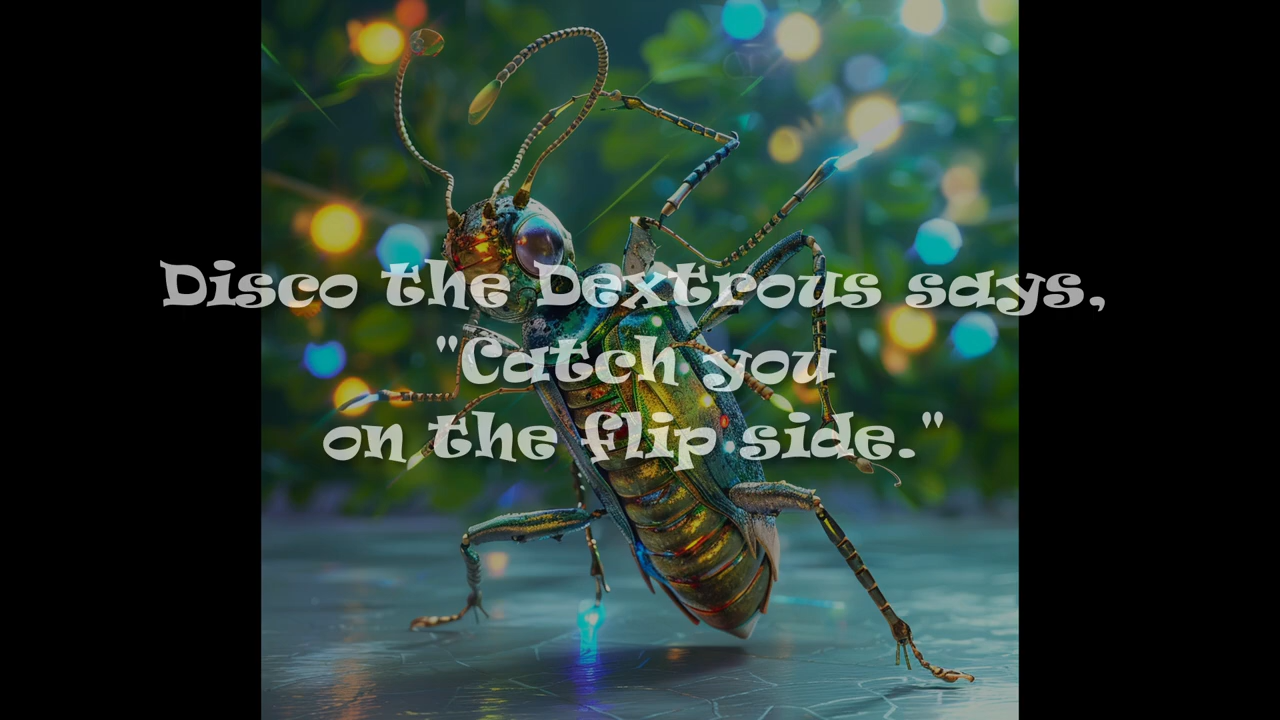 Disco the Dextrous says,
"Catch you
on the flip side."